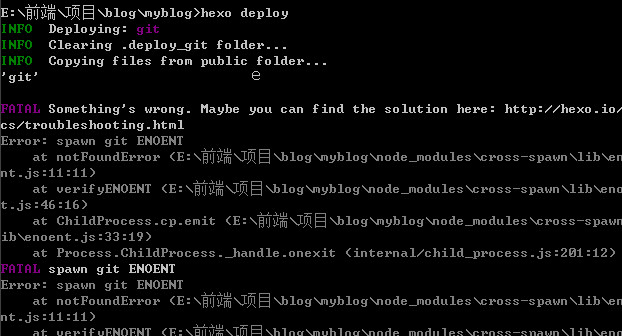 E:\前端\项目\blog\myblog>hexo deploy
INFO  Deploying: git
INFO  Clearing .deploy_git folder...
INFO  Copying files from public folder...
'git'
FATAL Something's wrong. Maybe you can find the solution here: http://hexo.io/
cs/troubleshooting.html
Error: spawn git ENOENT
    at notFoundError (E:\前端\项目\blog\myblog\node_modules\cross-spawn\lib\eno
ent.js:11:11)
    at verifyENOENT (E:\前端\项目\blog\myblog\node_modules\cross-spawn\lib\eno
t.js:46:16)
    at ChildProcess.cp.emit (E:\前端\项目\blog\myblog\node_modules\cross-spawn
ib\enoent.js:33:19)
    at Process.ChildProcess._handle.onexit (internal/child_process.js:201:12)
FATAL spawn git ENOENT
Error: spawn git ENOENT
    at notFoundError (E:\前端\项目\blog\myblog\node_modules\cross-spawn\lib\eno
ent.js:11:11)
    at verifyENOENT (E:\前端\项目\blog\myblog\node_modules\cross-spawn\lib\eno